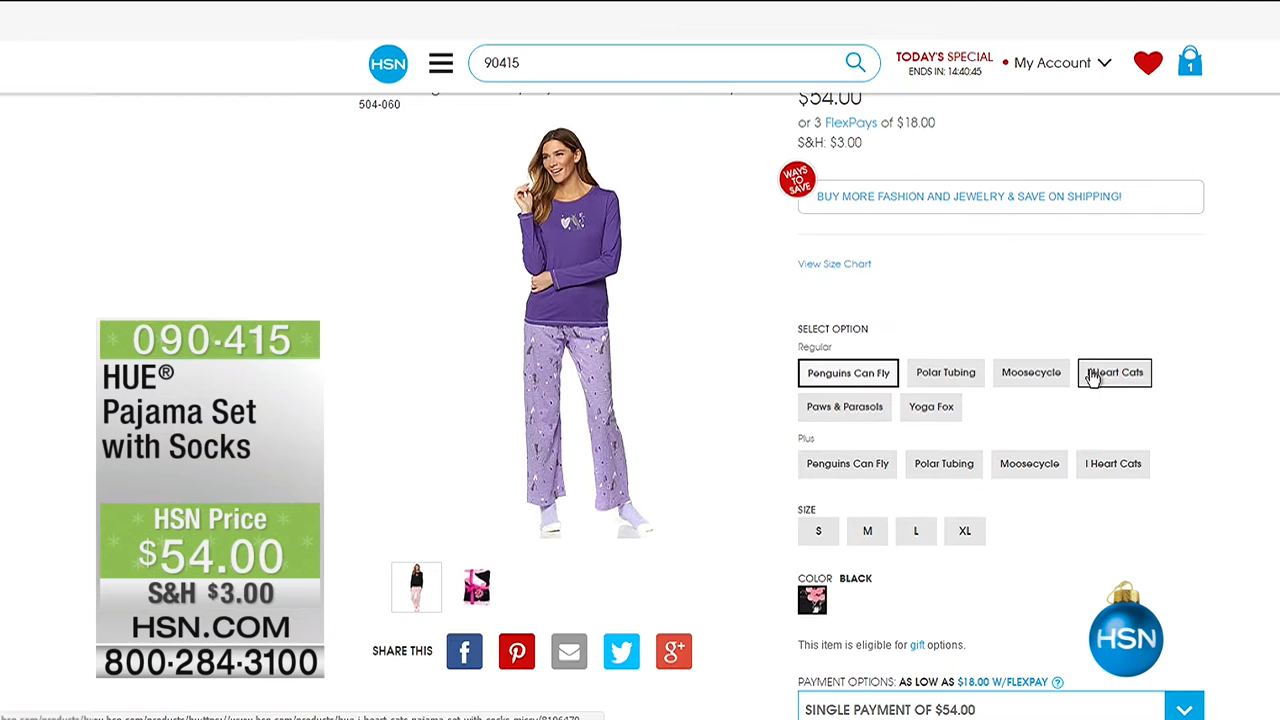 HSN
90415
TODAY'S SPECIAL
ENDS IN: 14:40:45
My Account
1
504-060
$54.00
or 3 FlexPays of $18.00
S&H: $3.00
WAYS
TO
SAVE
BUY MORE FASHION AND JEWELRY & SAVE ON SHIPPING!
View Size Chart
SELECT OPTION
Regular
Penguins Can Fly
Polar Tubing
Moosecycle
I Heart Cats
Paws & Parasols
Yoga Fox
Plus
Penguins Can Fly
Polar Tubing
Moosecycle
I Heart Cats
SIZE
S
M
L
XL
COLOR BLACK
This item is eligible for gift options.
PAYMENT OPTIONS: AS LOW AS $18.00 W/FLEXPAY ?
SINGLE PAYMENT OF $54.00
SHARE THIS
f
g+
HSN
090-415
HUE®
Pajama Set
with Socks
HSN Price
$54.00
S&H $3.00
HSN.COM
800-284-3100